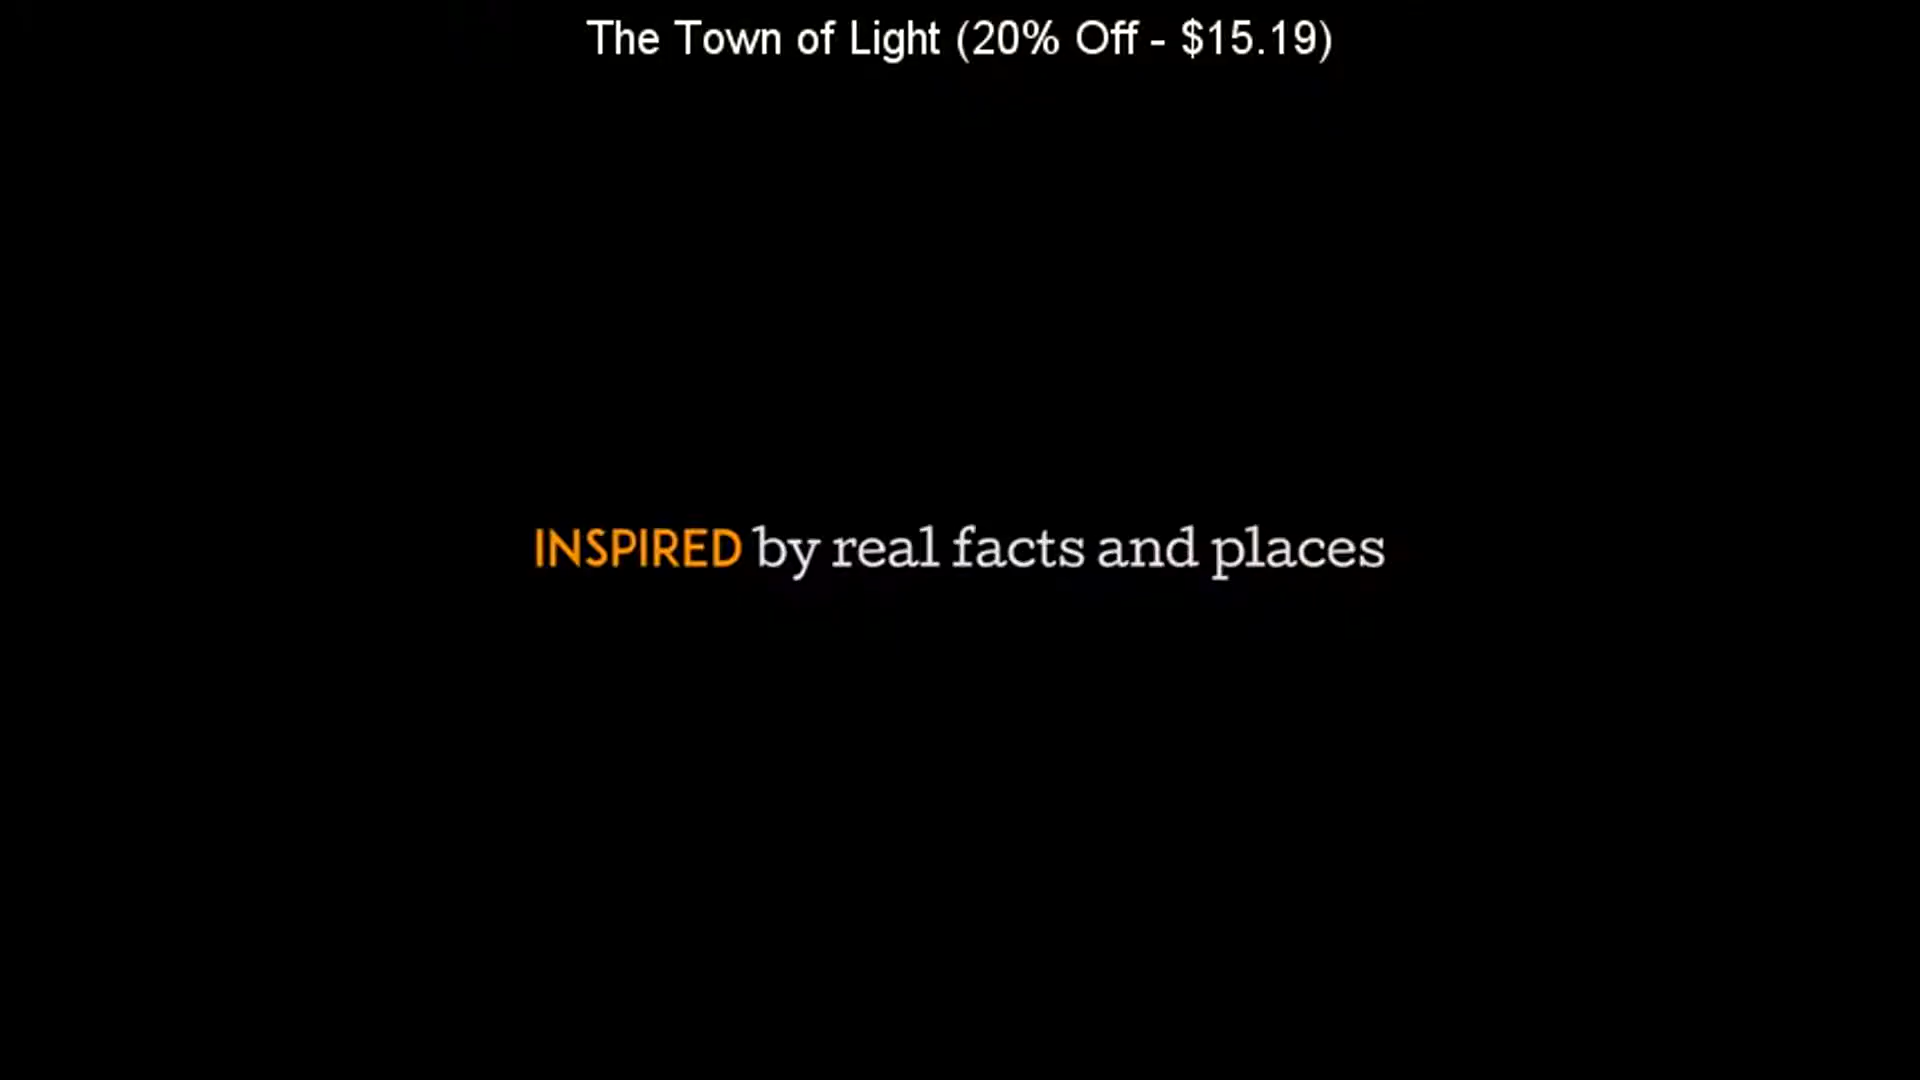 The Town of Light (20% Off - $15.19)
INSPIRED by real facts and places